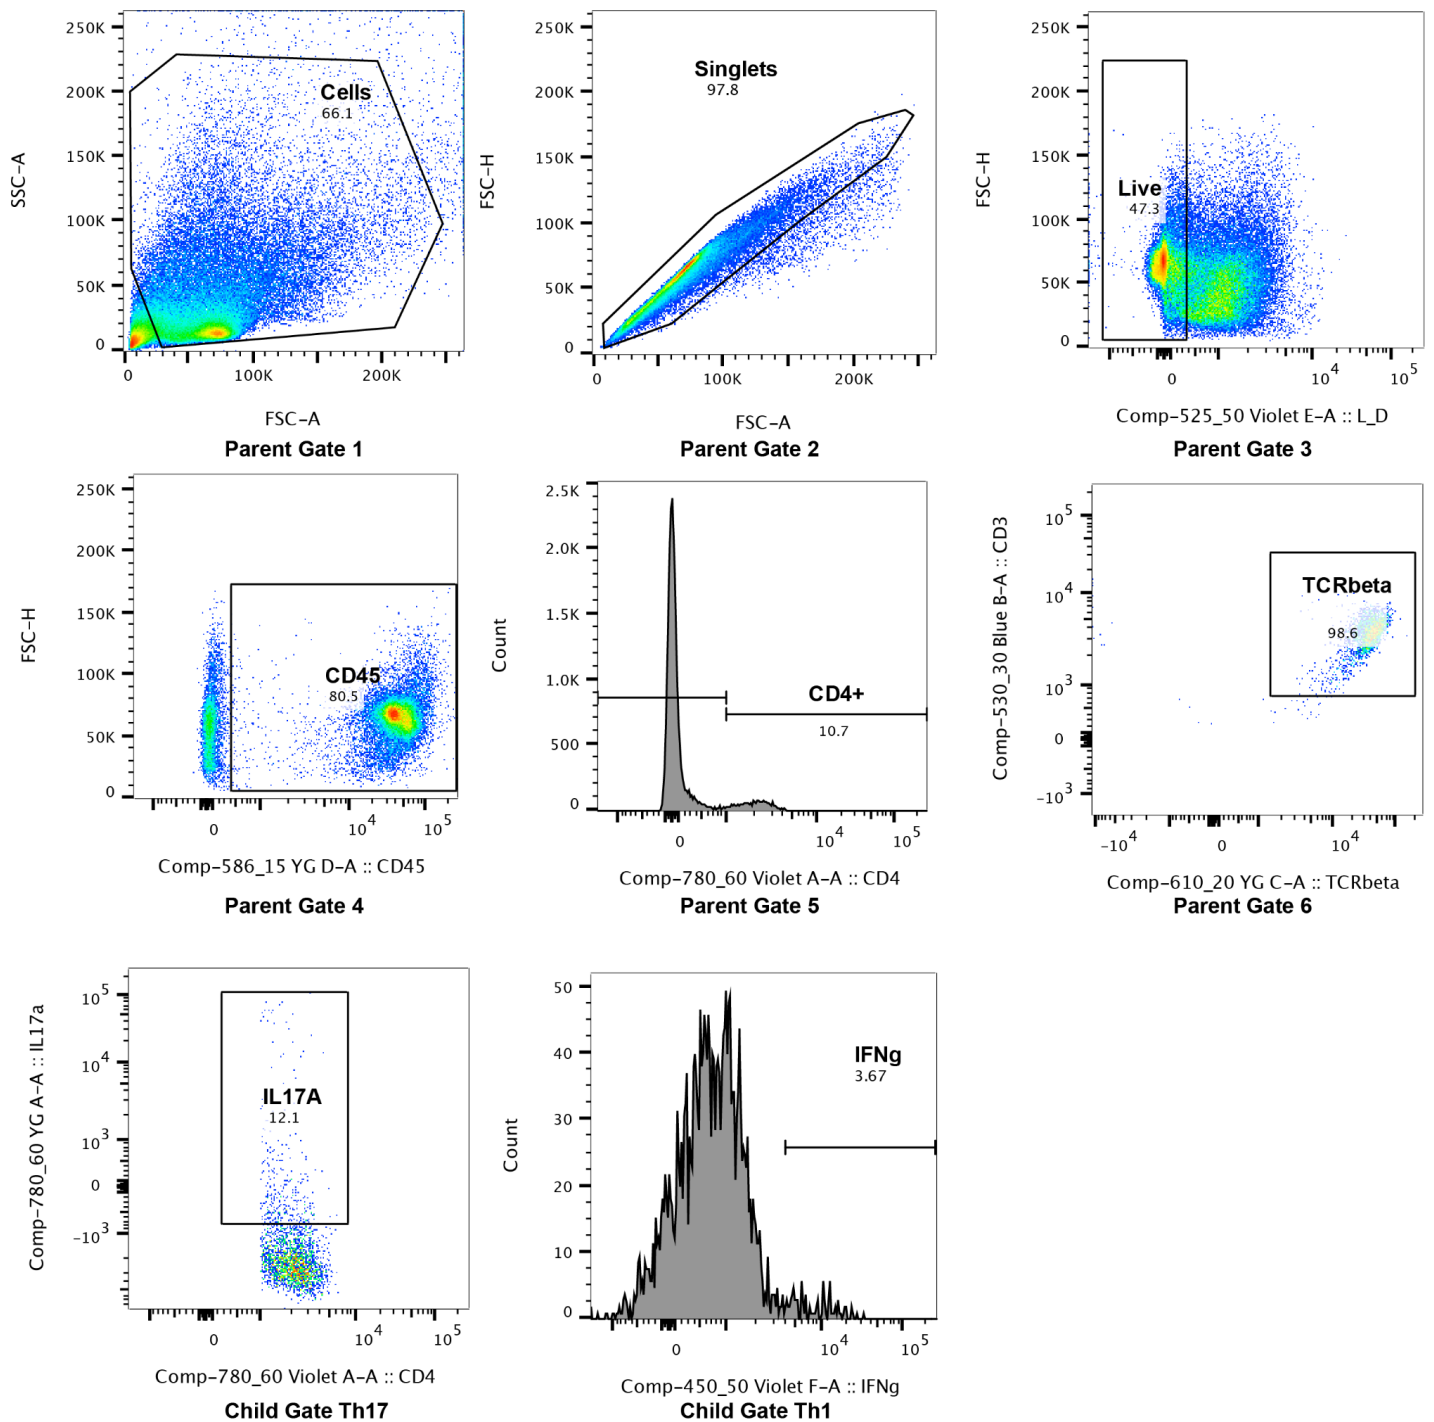 250K
200K
150K
100K
50K
0
SSC-A
Cells
66.1
0
100K
200K
FSC-A
Parent Gate 1
250K
200K
150K
100K
50K
0
FSC-H
Singlets
97.8
0
100K
200K
FSC-A
Parent Gate 2
250K
200K
150K
100K
50K
0
FSC-H
Live
47.3
0
10^4
10^5
Comp-525_50 Violet E-A :: L_D
Parent Gate 3
250K
200K
150K
100K
50K
0
FSC-H
CD45
80.5
0
10^4
10^5
Comp-586_15 YG D-A :: CD45
Parent Gate 4
2.5K
2.0K
1.5K
1.0K
500
0
Count
CD4+
10.7
0
10^4
10^5
Comp-780_60 Violet A-A :: CD4
Parent Gate 5
10^5
10^4
10^3
0
-10^3
Comp-530_30 Blue B-A :: CD3
TCRbeta
98.6
-10^4
0
10^4
Comp-610_20 YG C-A :: TCRbeta
Parent Gate 6
10^5
10^4
10^3
0
-10^3
Comp-780_60 YG A-A :: IL17a
IL17A
12.1
0
10^4
10^5
Comp-780_60 Violet A-A :: CD4
Child Gate Th17
50
40
30
20
10
0
Count
IFNg
3.67
0
10^4
10^5
Comp-450_50 Violet F-A :: IFNg
Child Gate Th1